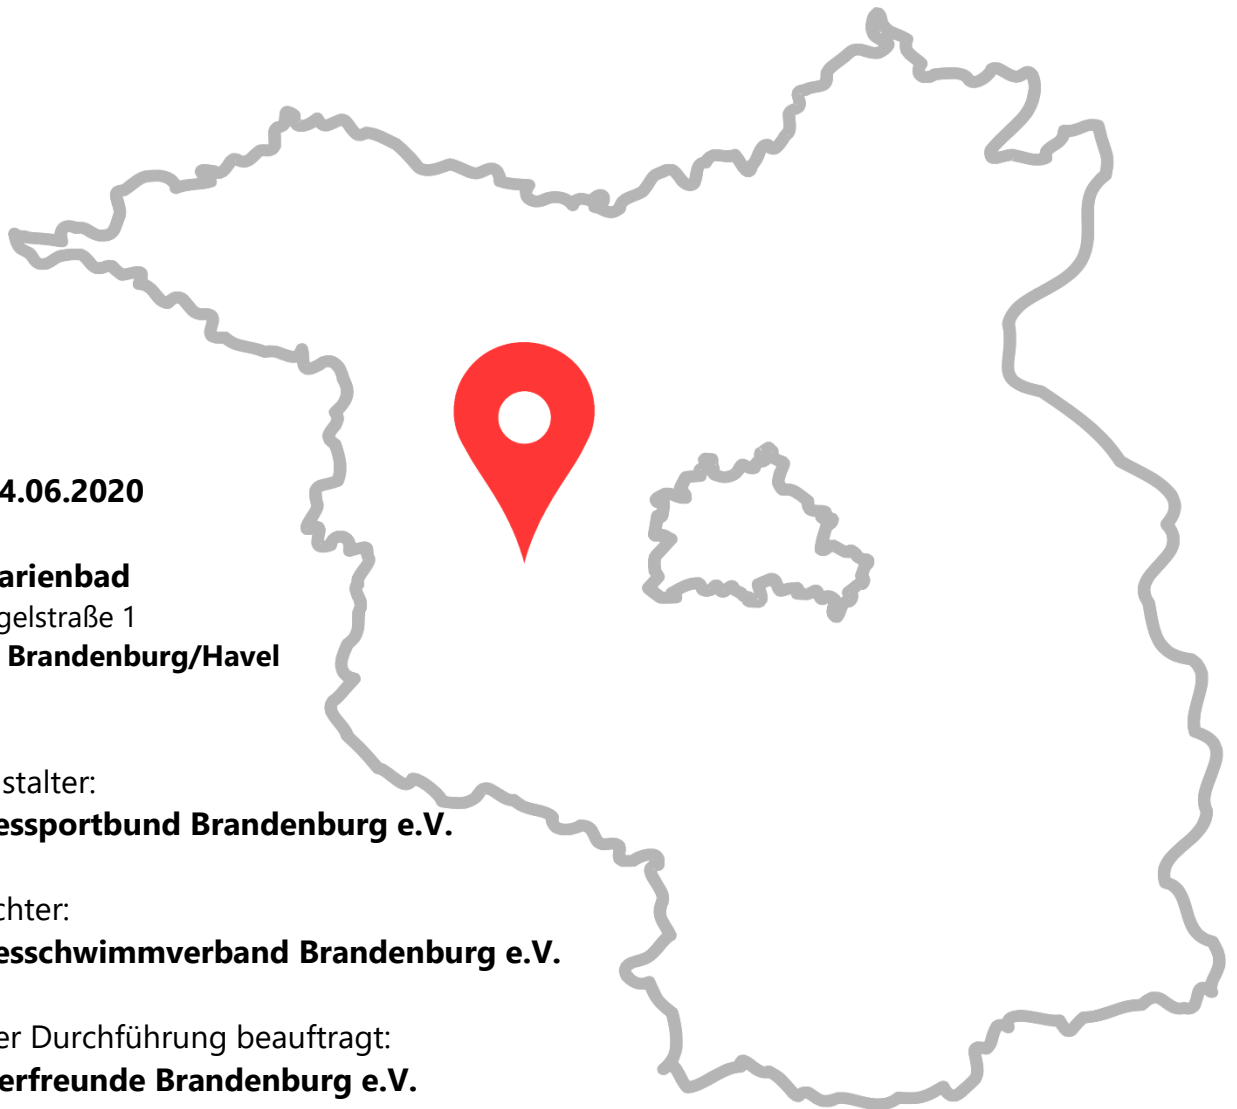 4.06.2020
arienbad
gelstraße 1
Brandenburg/Havel
stalter:
essportbund Brandenburg e.V.
chter:
esschwimmverband Brandenburg e.V.
er Durchführung beauftragt:
erfreunde Brandenburg e.V.